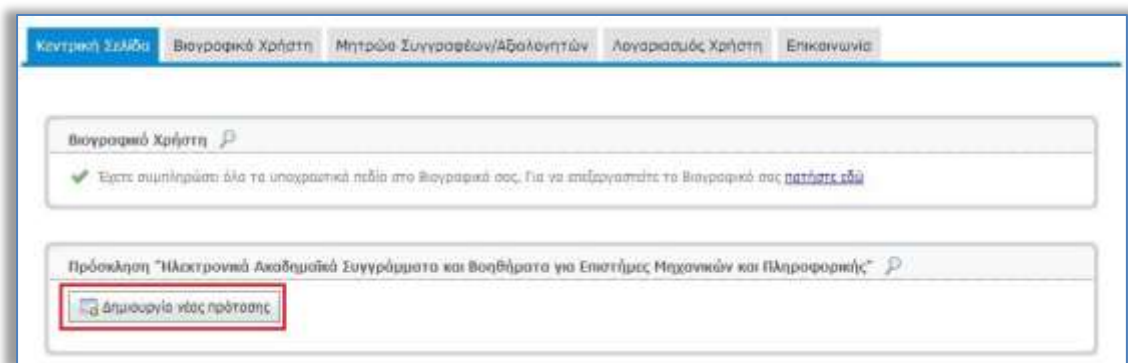 Κεντρική Σελίδα Βιογραφικό Χρήστη Μητρώο Συγγραφέων/Αξιολογητών Λογαριασμός Χρήστη Επικοινωνία
Βιογραφικό Χρήστη
Έχετε συμπληρώσει όλα τα υποχρεωτικά πεδία στο Βιογραφικό σας. Για να επεξεργαστείτε το Βιογραφικό σας πατήστε εδώ
Πρόσκληση "Ηλεκτρονικά Ακαδημαϊκά Συγγράμματα και Βοηθήματα για Επιστήμες Μηχανικών και Πληροφορικής"
Δημιουργία νέας πρότασης